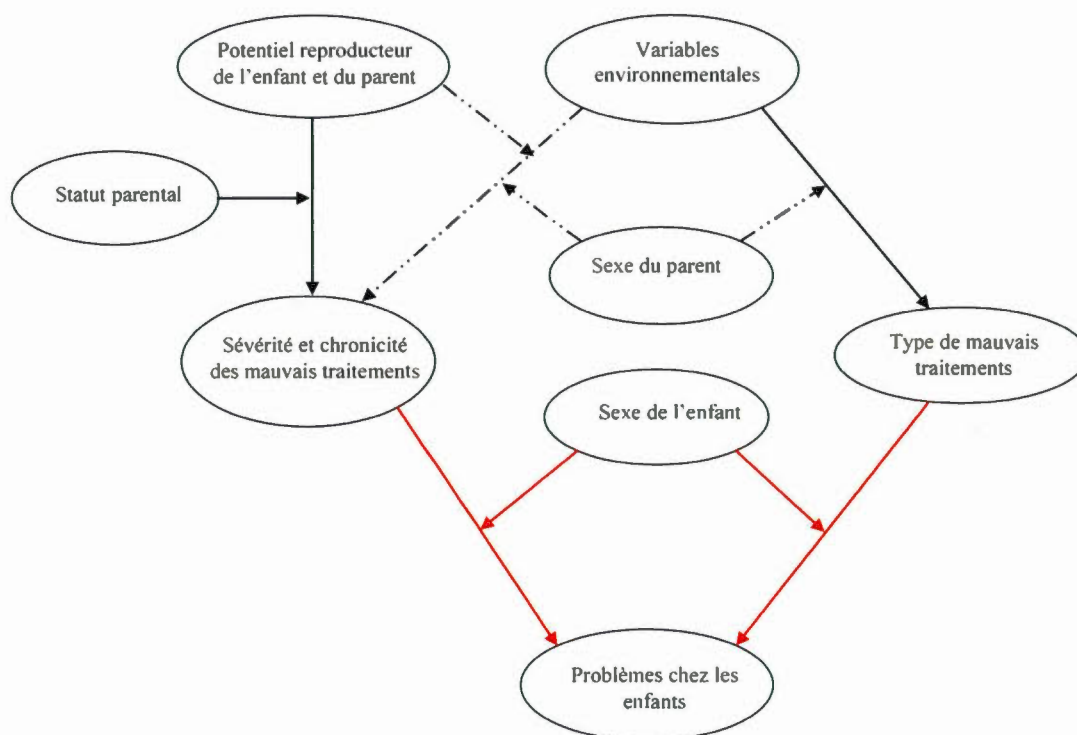 Potentiel reproducteur
de l'enfant et du parent
Variables
environnementales
Statut parental
Sexe du parent
Sévérité et chronicité
des mauvais traitements
Type de mauvais
traitements
Sexe de l'enfant
Problèmes chez les
enfants